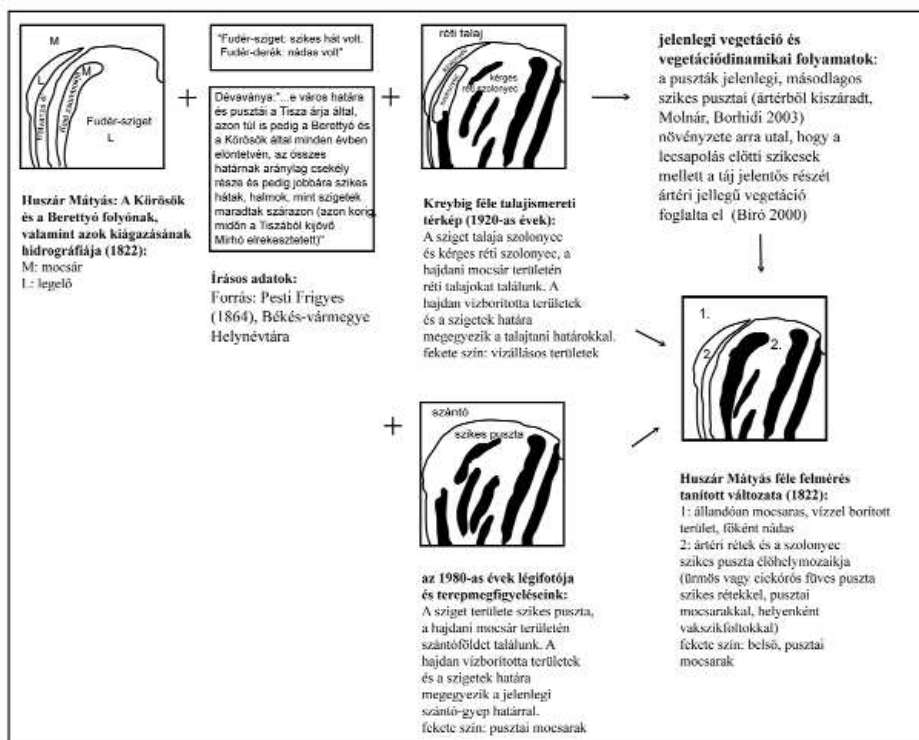 M
L
M
Fudér-sziget
L
Huszár Mátyás: A Körösök
és a Berettyó folyónak,
valamint azok kiágazásának
hidrográfiája (1822):
M: mocsár
L: legelő
+
"Fudér-sziget: szikes hát volt.
Fudér-derék: nádas volt"
Dévaványa:"...e város határa
és pusztái a Tisza árja által,
azon túl is pedig a Berettyó és
a Körösök által minden évben
elöntetvén, az összes
határnak aránylag csekély
része és pedig jobbára szikes
hátak, halmok, mint szigetek
maradtak szárazon (azon korig,
midőn a Tiszából kijövő
Mirhó elrekesztetett)"
Írásos adatok:
Forrás: Pesti Frigyes
(1864), Békés-vármegye
Helynévtára
+
réti talaj
kérges
réti szolonyec
Kreybig féle talajismereti
térkép (1920-as évek):
A sziget talaja szolonyec
és kérges réti szolonyec, a
hajdani mocsár területén
réti talajokat találunk. A
hajdan vízborította területek
és a szigetek határa
megegyezik a talajtani határokkal.
fekete szín: vízállásos területek
jelenlegi vegetáció és
vegetációdinamikai folyamatok:
a puszták jelenlegi, másodlagos
szikes pusztai (ártérből kiszáradt,
Molnár, Borhidi 2003)
növényzete arra utal, hogy a
lecsapolás előtti szikesek
mellett a táj jelentős részét
ártéri jellegű vegetáció
foglalta el (Biró 2000)
+
szántó
szikes puszta
az 1980-as évek légifotója
és terepmegfigyeléseink:
A sziget területe szikes puszta,
a hajdani mocsár területén
szántóföldet találunk. A
hajdan vízborította területek
és a szigetek határa
megegyezik a jelenlegi
szántó-gyep határral.
fekete szín: pusztai mocsarak
1.
2.
2.
Huszár Mátyás féle felmérés
tanított változata (1822):
1: állandóan mocsaras, vízzel borított
terület, főként nádas
2: ártéri rétek és a szolonyec
szikes puszta élőhelymozaikja
(ürmös vagy cickórós füves puszta
szikes rétekkel, pusztai
mocsarakkal, helyenként
vakszikfoltokkal)
fekete szín: belső, pusztai
mocsarak